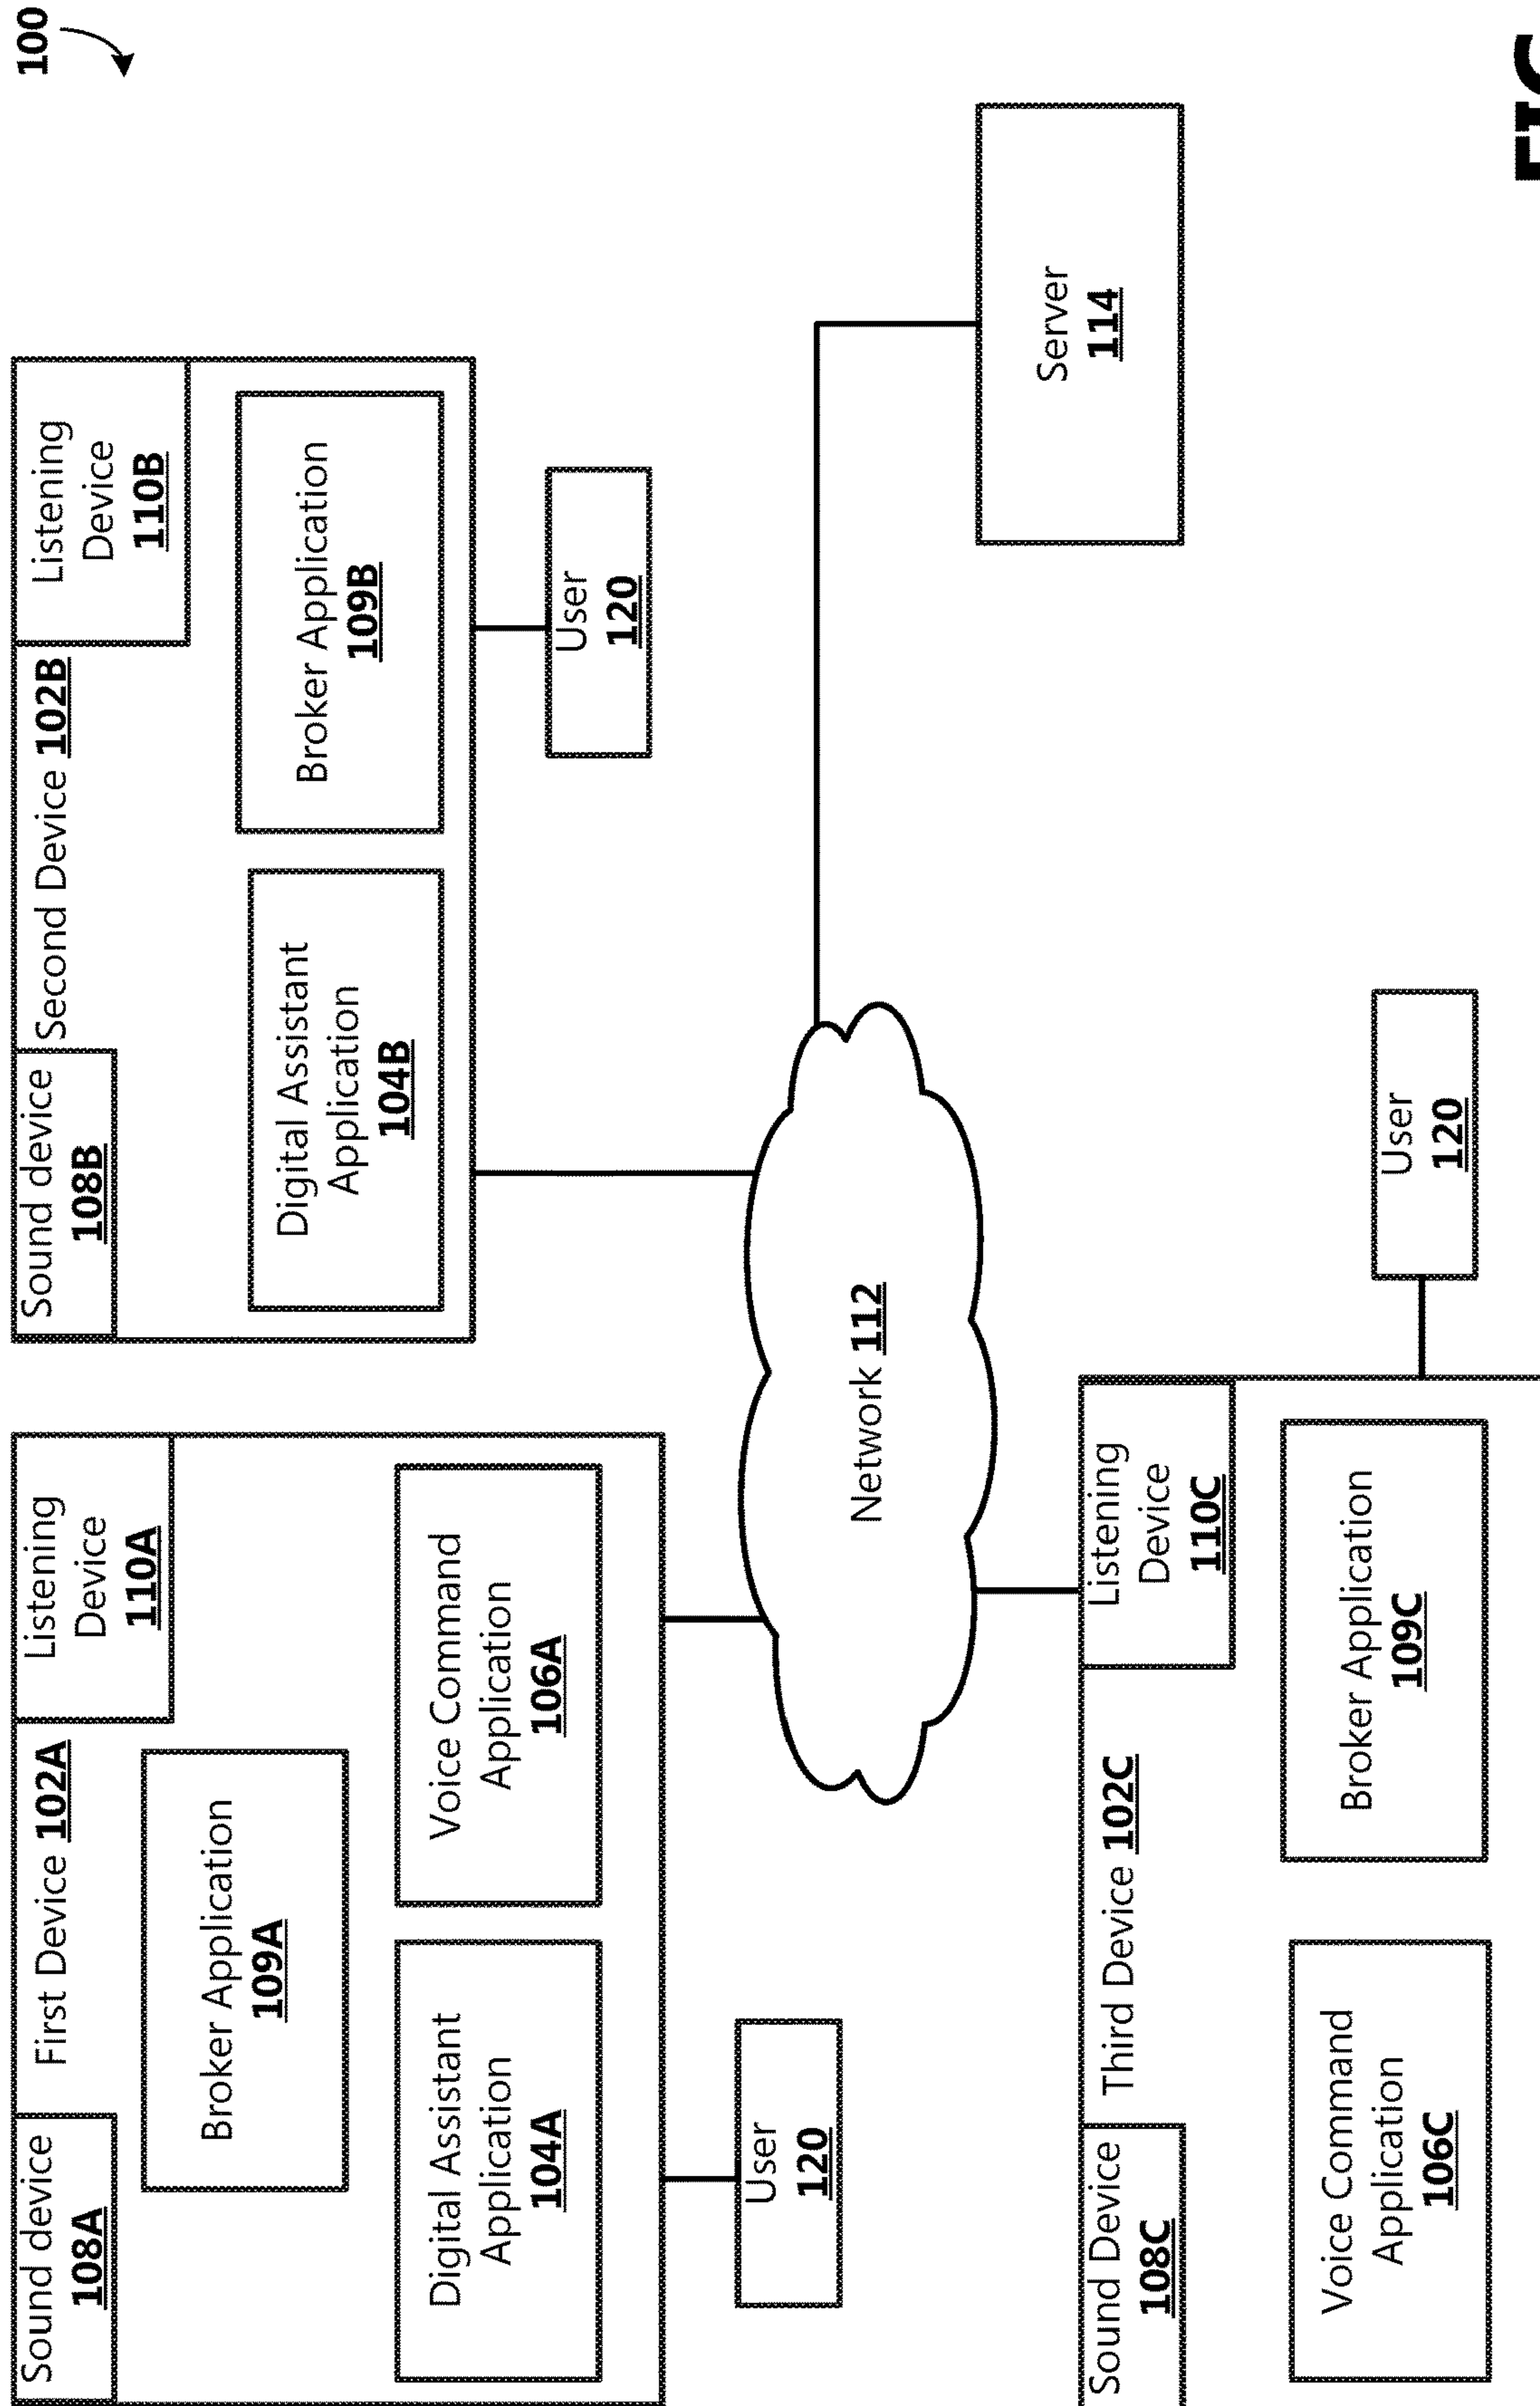 100
Sound device
108A
First Device 102A
Listening
Device
110A
Broker Application
109A
Digital Assistant
Application
104A
Voice Command
Application
106A
User
120
Sound device
108B
Second Device 102B
Listening
Device
110B
Digital Assistant
Application
104B
Broker Application
109B
User
120
Network 112
Server
114
Sound Device
108C
Third Device 102C
Listening
Device
110C
Voice Command
Application
106C
Broker Application
109C
User
120